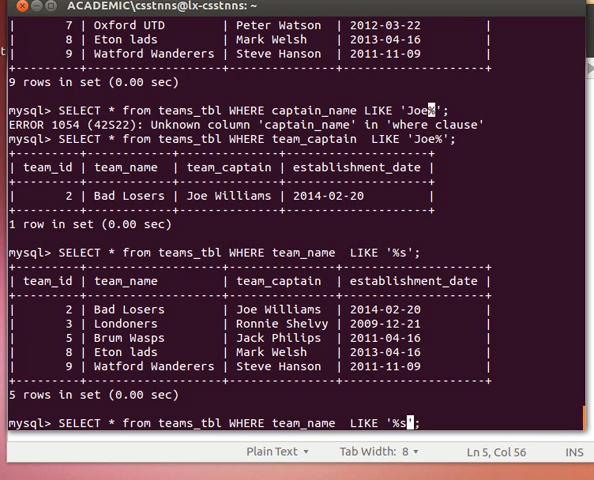 ACADEMIC\csstnns@lx-csstnns: ~
|       7 | Oxford UTD        | Peter Watson  | 2012-03-22         |
|       8 | Eton lads         | Mark Welsh    | 2013-04-16         |
|       9 | Watford Wanderers | Steve Hanson  | 2011-11-09         |
+---------+-------------------+---------------+--------------------+
9 rows in set (0.00 sec)
mysql> SELECT * from teams_tbl WHERE captain_name LIKE 'Joe%';
ERROR 1054 (42S22): Unknown column 'captain_name' in 'where clause'
mysql> SELECT * from teams_tbl WHERE team_captain  LIKE 'Joe%';
+---------+------------+--------------+--------------------+
| team_id | team_name  | team_captain | establishment_date |
+---------+------------+--------------+--------------------+
|       2 | Bad Losers | Joe Williams | 2014-02-20         |
+---------+------------+--------------+--------------------+
1 row in set (0.00 sec)
mysql> SELECT * from teams_tbl WHERE team_name  LIKE '%s';
+---------+-------------------+---------------+--------------------+
| team_id | team_name         | team_captain  | establishment_date |
+---------+-------------------+---------------+--------------------+
|       2 | Bad Losers        | Joe Williams  | 2014-02-20         |
|       3 | Londoners         | Ronnie Shelvy | 2009-12-21         |
|       5 | Brum Wasps        | Jack Philips  | 2011-04-16         |
|       8 | Eton lads         | Mark Welsh    | 2013-04-16         |
|       9 | Watford Wanderers | Steve Hanson  | 2011-11-09         |
+---------+-------------------+---------------+--------------------+
5 rows in set (0.00 sec)
mysql> SELECT * from teams_tbl WHERE team_name  LIKE '%s';
Plain Text Tab Width: 8 Ln 5, Col 56 INS